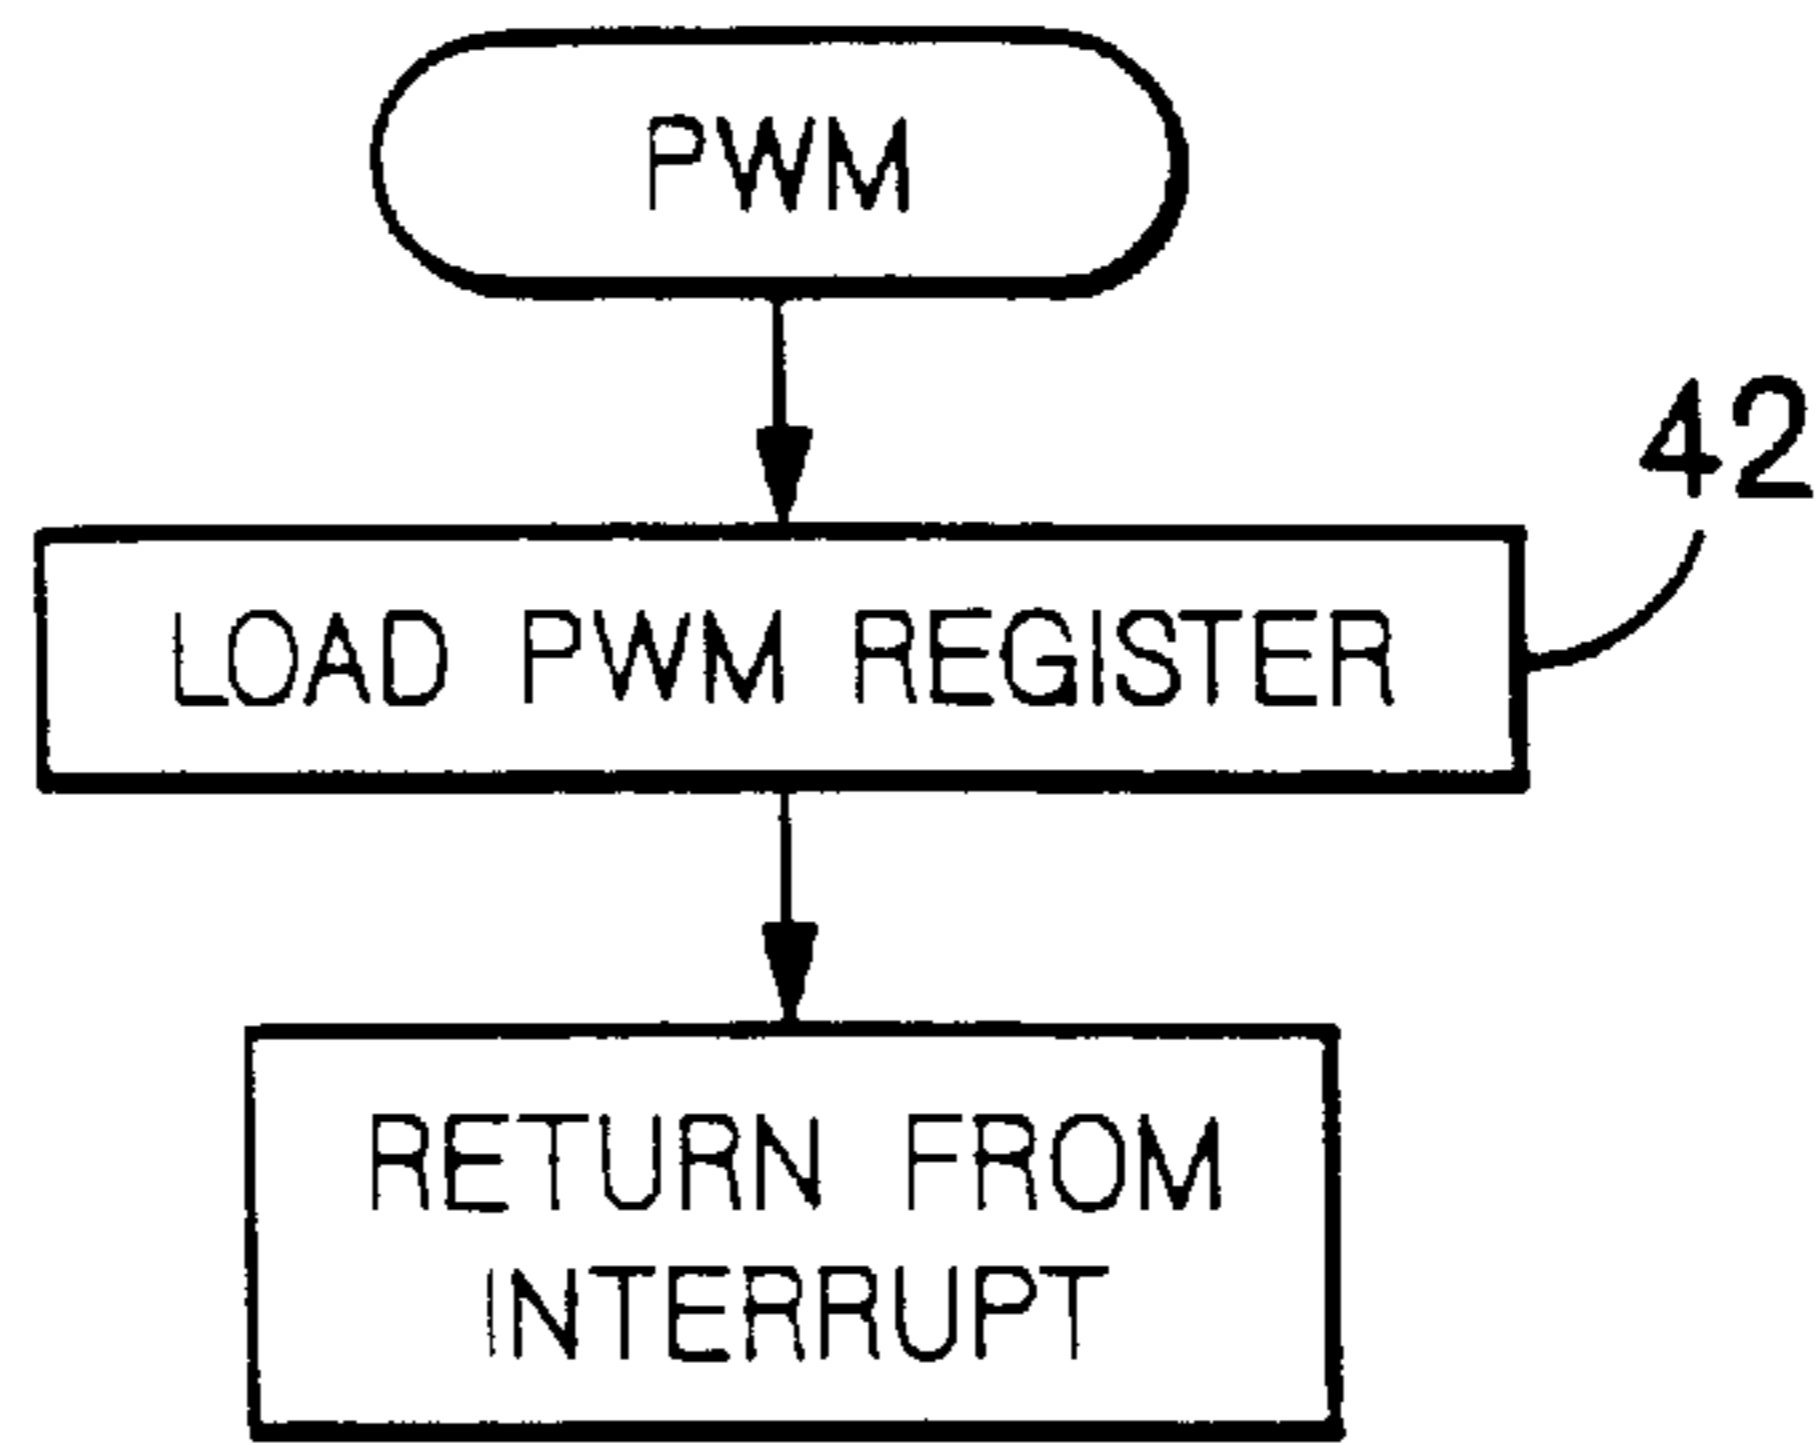 PWM
42
LOAD PWM REGISTER
RETURN FROM
INTERRUPT